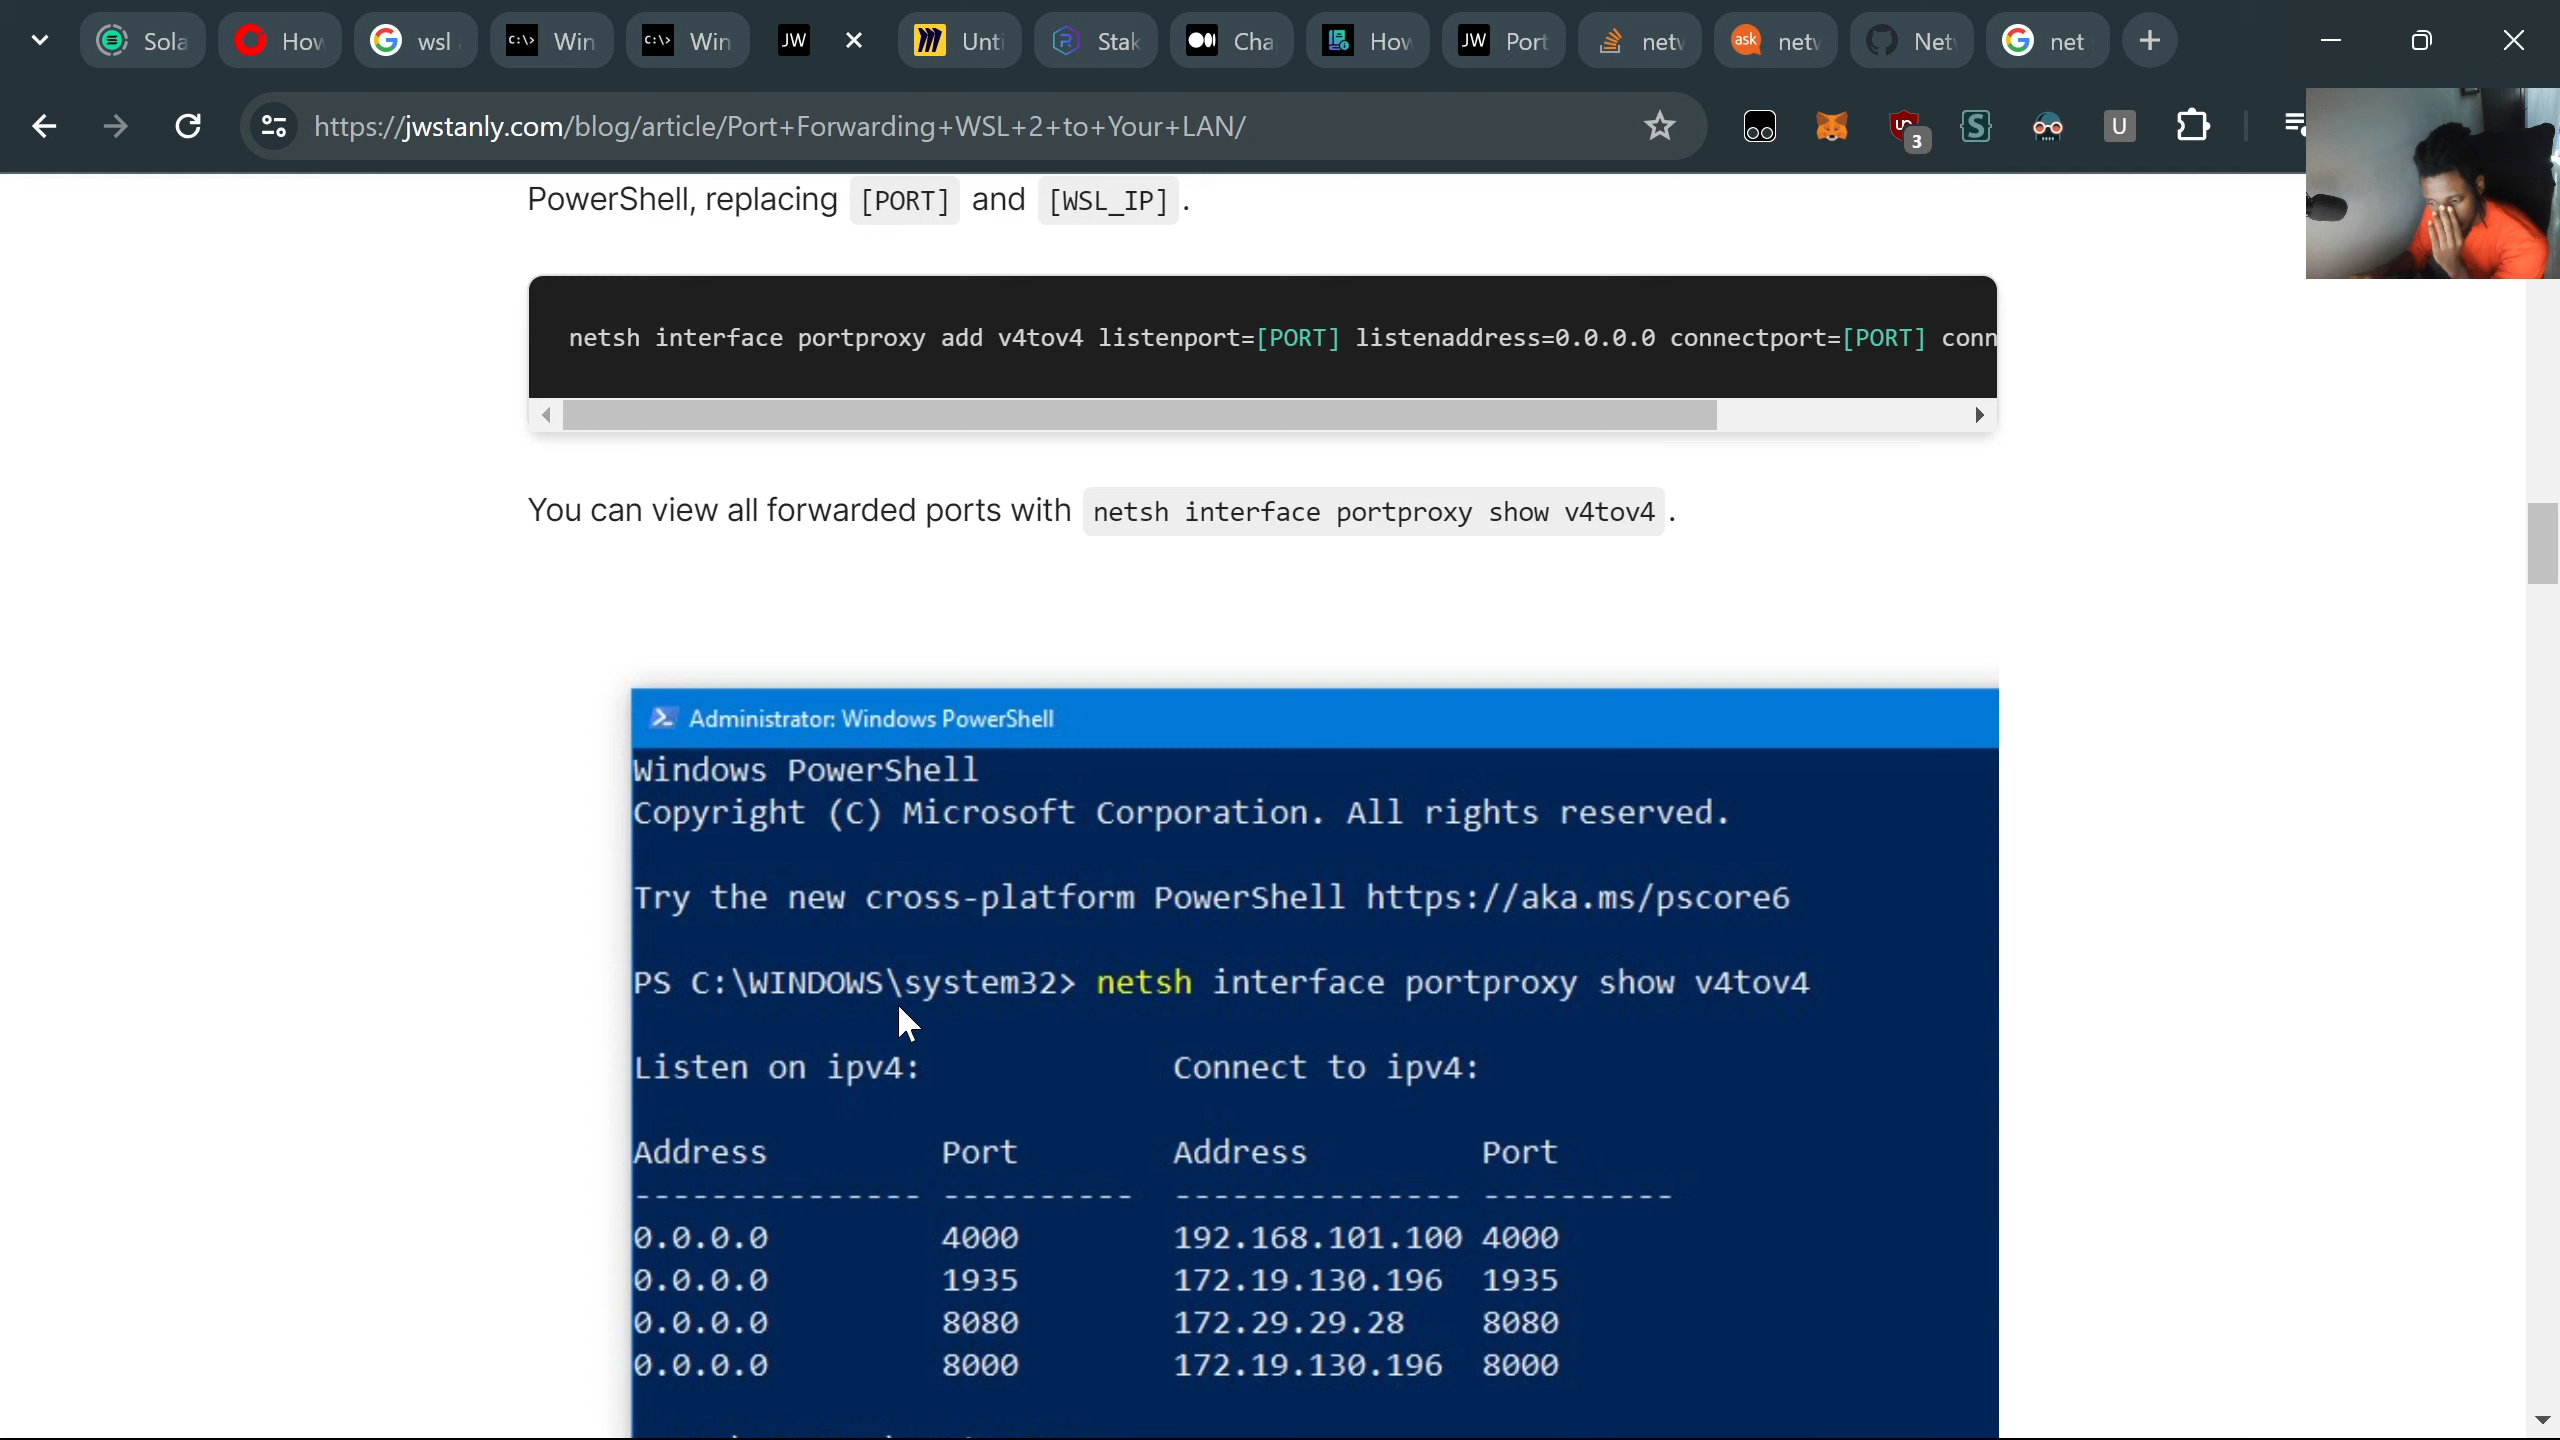 Sola
How
wsl
C:\> Win
C:\> Win
JW
Unti
Stak
Cha
How
JW Port
netw
ask netw
Net
net
https://jwstanly.com/blog/article/Port+Forwarding+WSL+2+to+Your+LAN/
3
U
PowerShell, replacing [PORT] and [WSL_IP] .
netsh interface portproxy add v4tov4 listenport=[PORT] listenaddress=0.0.0.0 connectport=[PORT] conn
You can view all forwarded ports with netsh interface portproxy show v4tov4 .
Administrator: Windows PowerShell
Windows PowerShell
Copyright (C) Microsoft Corporation. All rights reserved.
Try the new cross-platform PowerShell https://aka.ms/pscore6
PS C:\WINDOWS\system32> netsh interface portproxy show v4tov4
Listen on ipv4: Connect to ipv4:
Address Port Address Port
--------------- ---------- --------------- ----------
0.0.0.0 4000 192.168.101.100 4000
0.0.0.0 1935 172.19.130.196 1935
0.0.0.0 8080 172.29.29.28 8080
0.0.0.0 8000 172.19.130.196 8000